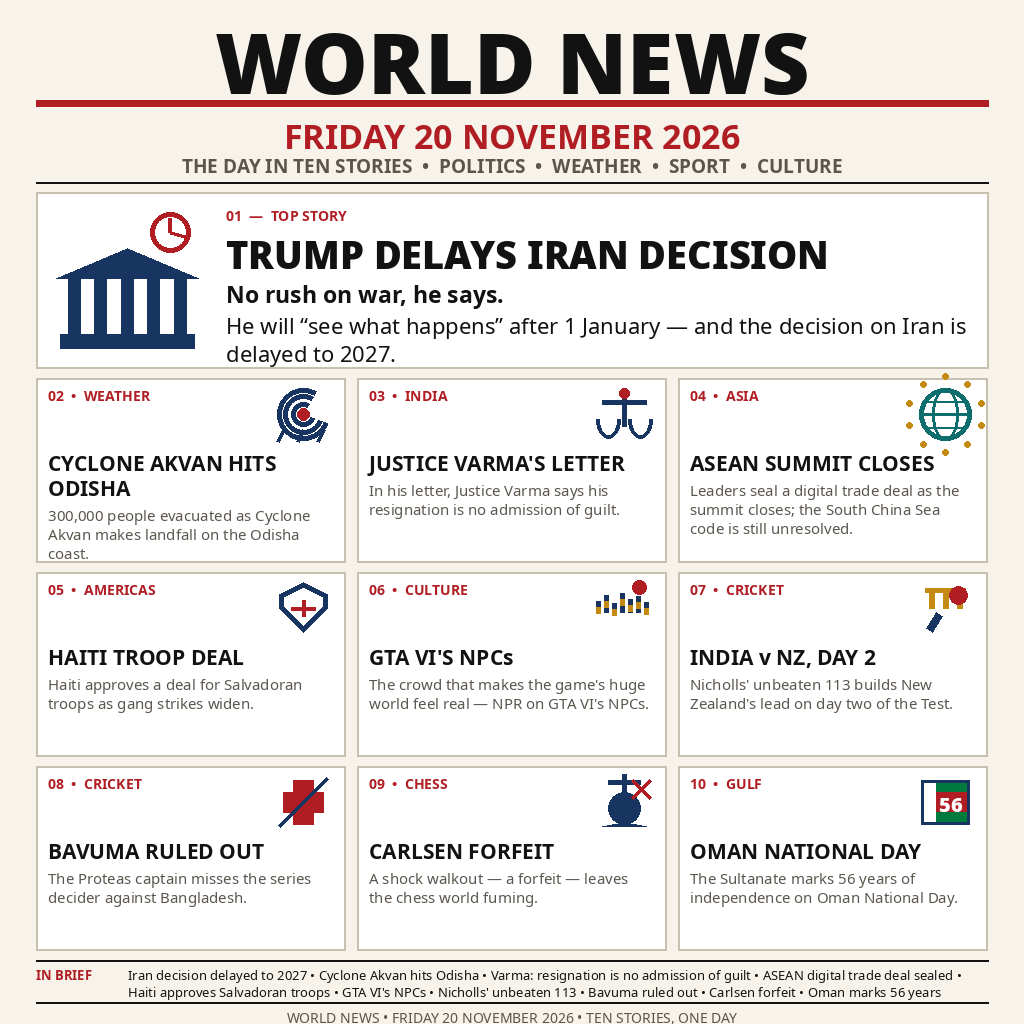 WORLD NEWS
FRIDAY 20 NOVEMBER 2026
THE DAY IN TEN STORIES • POLITICS • WEATHER • SPORT • CULTURE
01 — TOP STORY
TRUMP DELAYS IRAN DECISION
No rush on war, he says.
He will “see what happens” after 1 January — and the decision on Iran is
delayed to 2027.
02 • WEATHER
CYCLONE AKVAN HITS
ODISHA
300,000 people evacuated as Cyclone
Akvan makes landfall on the Odisha
coast.
03 • INDIA
JUSTICE VARMA'S LETTER
In his letter, Justice Varma says his
resignation is no admission of guilt.
04 • ASIA
ASEAN SUMMIT CLOSES
Leaders seal a digital trade deal as the
summit closes; the South China Sea
code is still unresolved.
05 • AMERICAS
HAITI TROOP DEAL
Haiti approves a deal for Salvadoran
troops as gang strikes widen.
06 • CULTURE
GTA VI'S NPCs
The crowd that makes the game's huge
world feel real — NPR on GTA VI's NPCs.
07 • CRICKET
INDIA v NZ, DAY 2
Nicholls' unbeaten 113 builds New
Zealand's lead on day two of the Test.
08 • CRICKET
BAVUMA RULED OUT
The Proteas captain misses the series
decider against Bangladesh.
09 • CHESS
CARLSEN FORFEIT
A shock walkout — a forfeit — leaves
the chess world fuming.
10 • GULF
56
OMAN NATIONAL DAY
The Sultanate marks 56 years of
independence on Oman National Day.
IN BRIEF
Iran decision delayed to 2027 • Cyclone Akvan hits Odisha • Varma: resignation is no admission of guilt • ASEAN digital trade deal sealed •
Haiti approves Salvadoran troops • GTA VI's NPCs • Nicholls' unbeaten 113 • Bavuma ruled out • Carlsen forfeit • Oman marks 56 years
WORLD NEWS • FRIDAY 20 NOVEMBER 2026 • TEN STORIES, ONE DAY